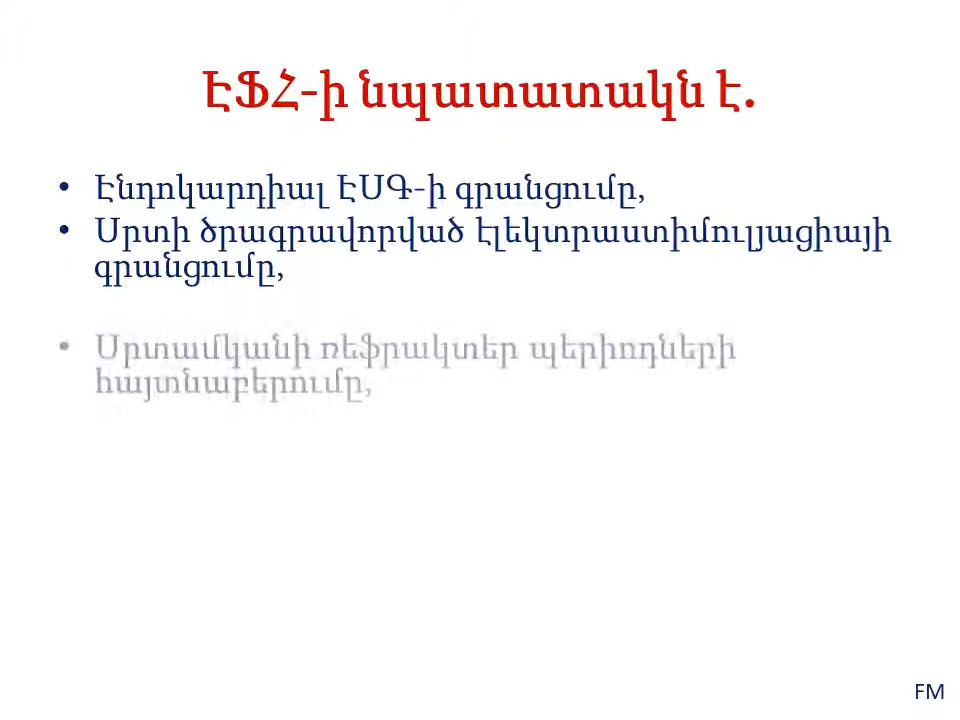 ԷՖՀ-ի նպատատակն է.
• Էնդոկարդիալ ԷՍԳ-ի գրանցումը,
• Սրտի ծրագրավորված էլեկտրաստիմուլյացիայի
գրանցումը,
• Սրտամկանի ռեֆրակտեր պերիոդների
հայտնաբերումը,
FM